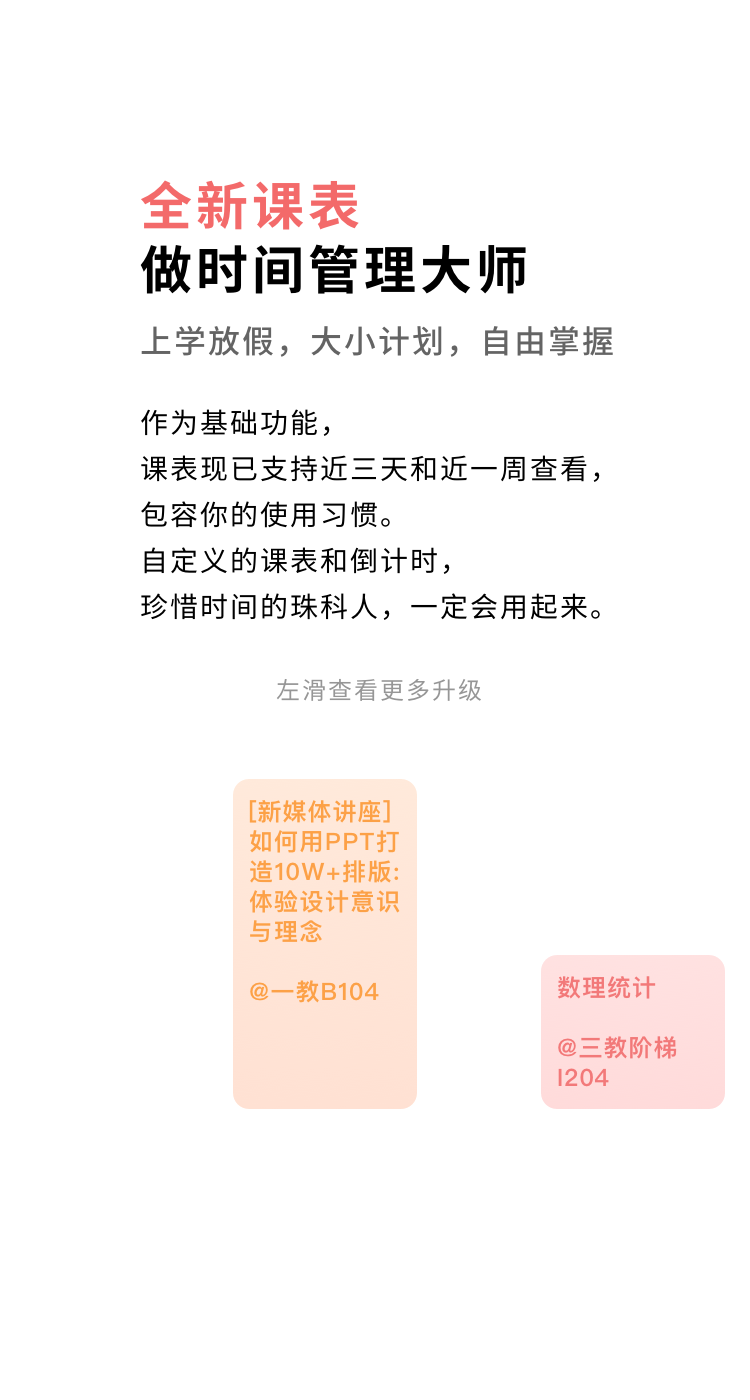 全新课表
做时间管理大师
上学放假，大小计划，自由掌握
作为基础功能，
课表现已支持近三天和近一周查看，
包容你的使用习惯。
自定义的课表和倒计时，
珍惜时间的珠科人，一定会用起来。
左滑查看更多升级
[新媒体讲座]
如何用PPT打
造10W+排版:
体验设计意识
与理念
@一教B104
数理统计
@三教阶梯
I204